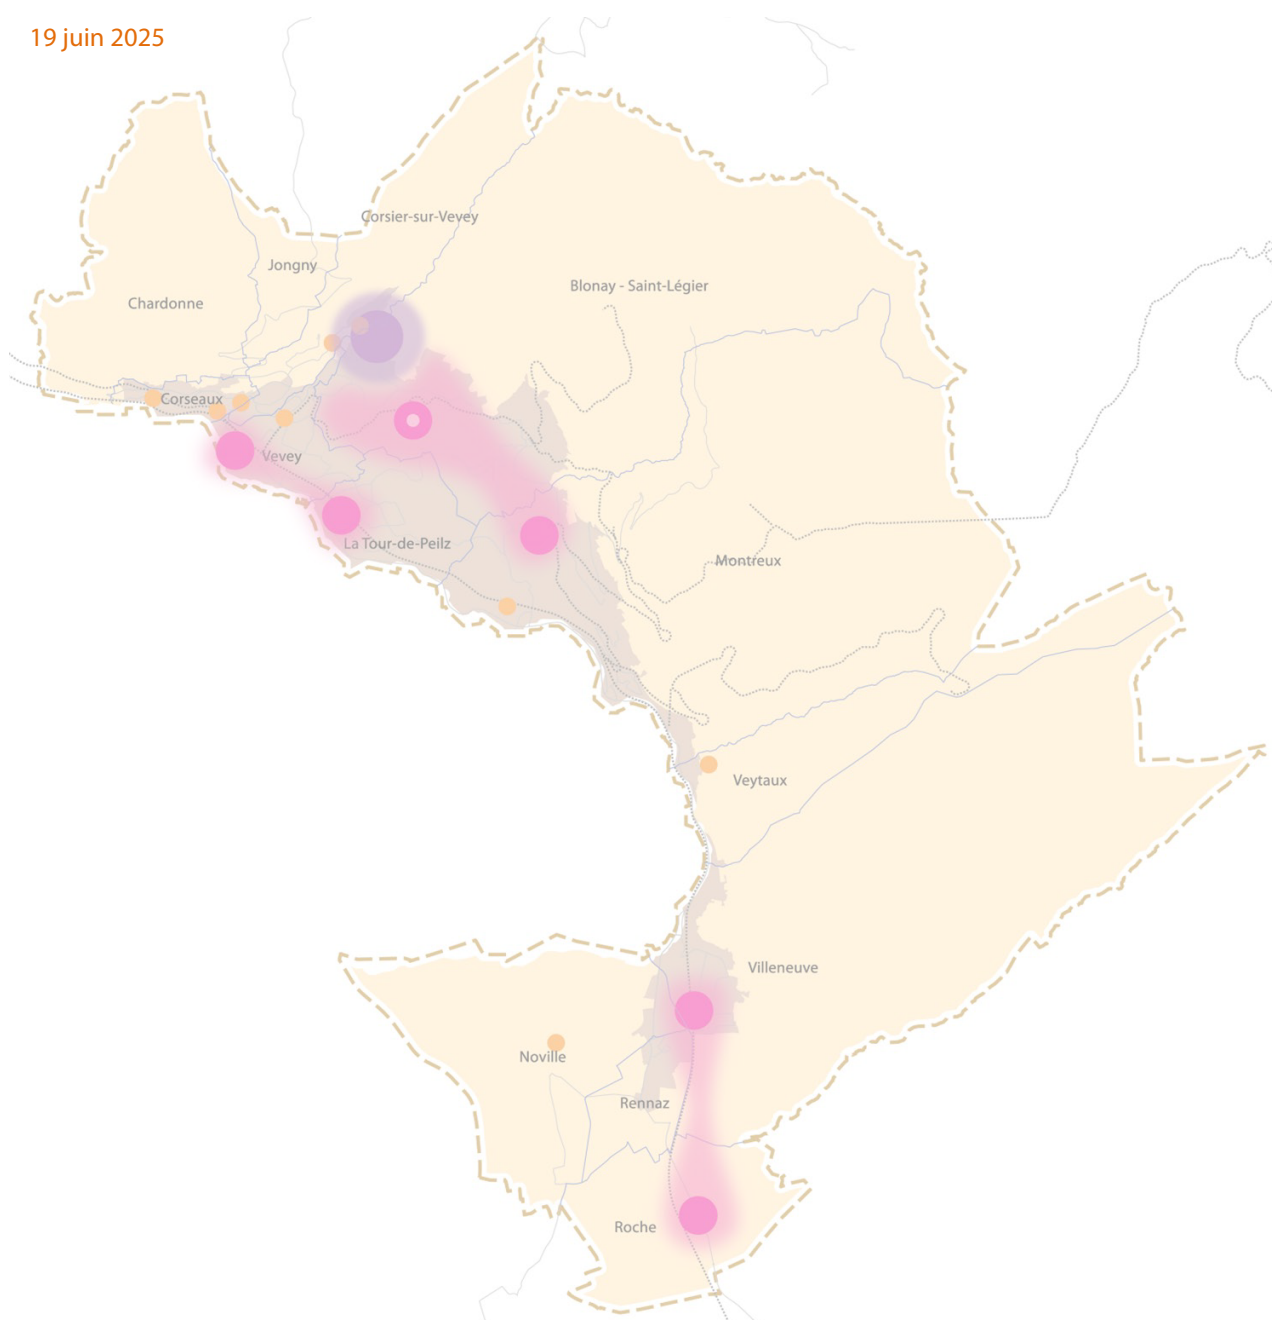 19 juin 2025
Corsier-sur-Vevey
Jongny
Blonay - Saint-Légier
Chardonne
Corseaux
Vevey
La Tour-de-Peilz
Montreux
Veytaux
Villeneuve
Noville
Rennaz
Roche